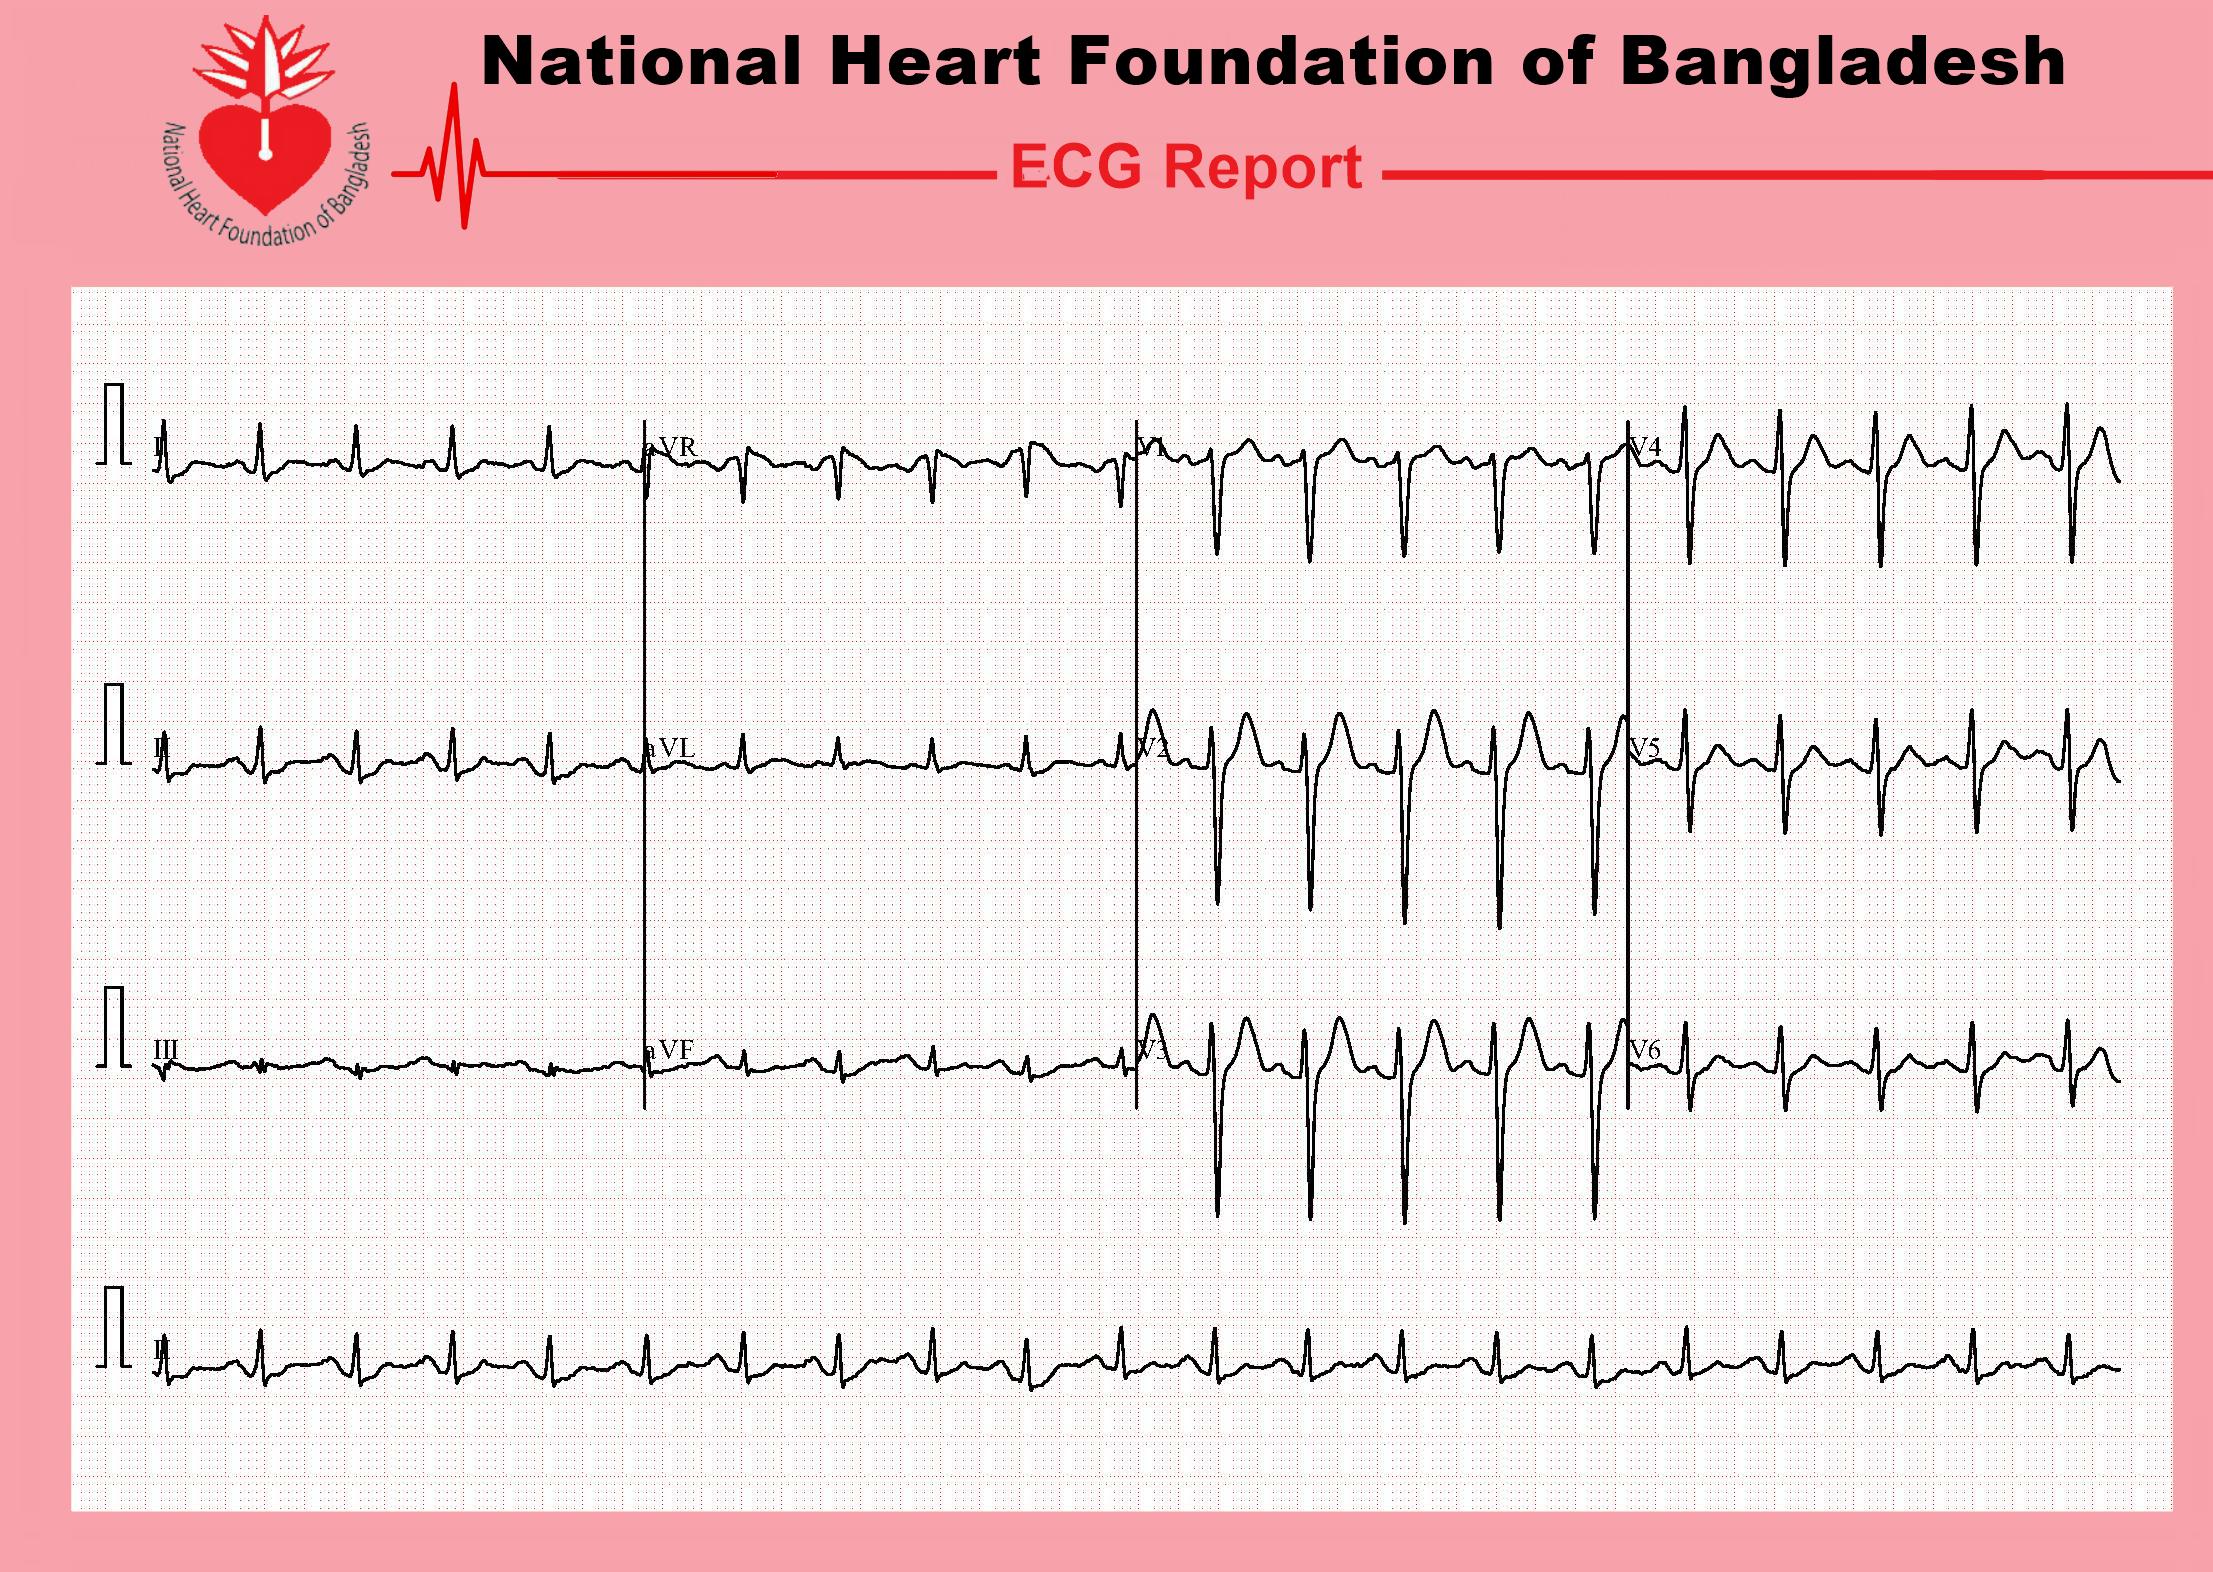 National Heart Foundation of Bangladesh
National Heart Foundation of Bangladesh
ECG Report
I
aVR
V1
V4
II
aVL
V2
V5
III
aVF
V3
V6
II